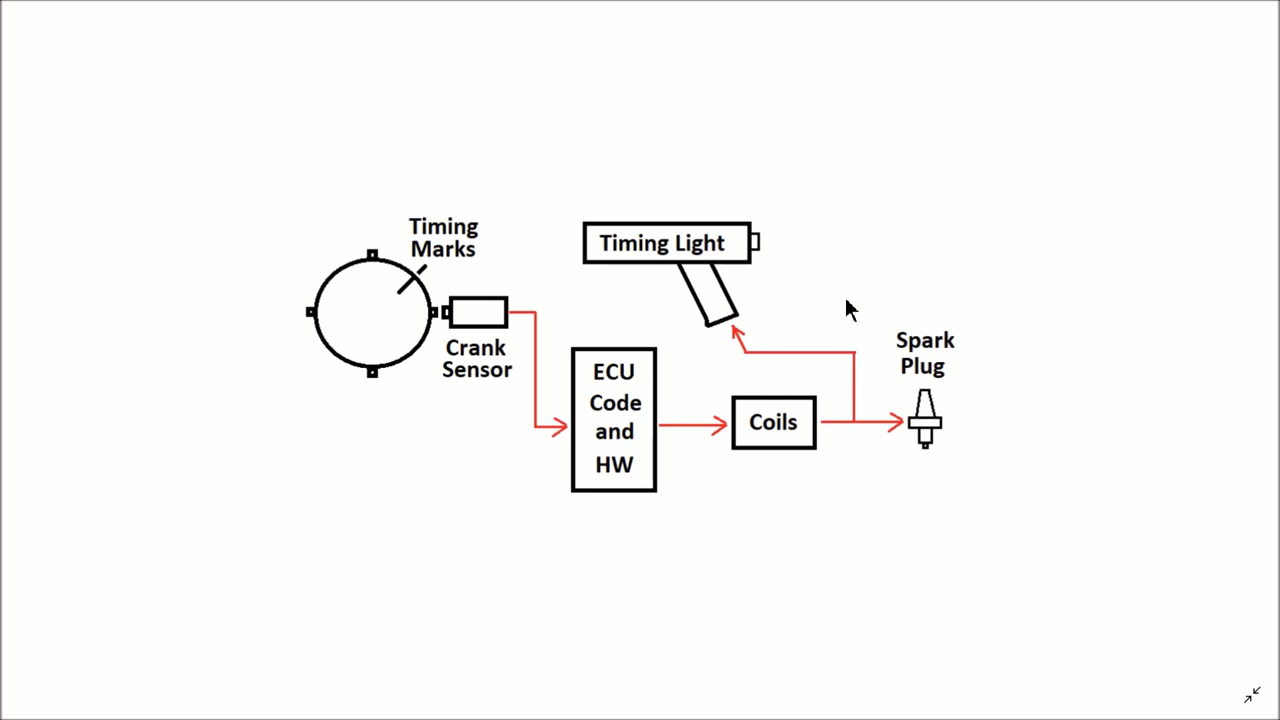 Timing
Marks
Timing Light
Crank
Sensor
ECU
Code
and
HW
Coils
Spark
Plug